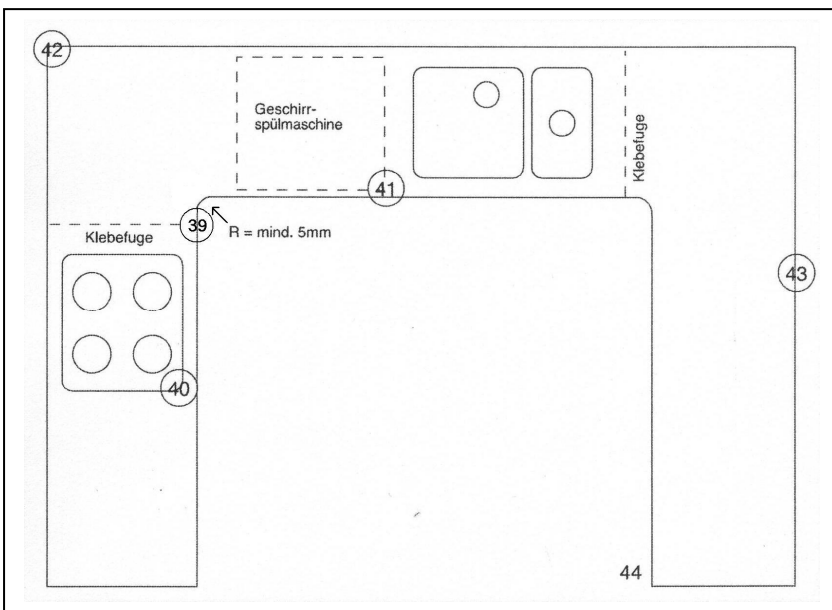 42
Geschirr-
spülmaschine
Klebefuge
41
39
R = mind. 5mm
Klebefuge
43
40
44